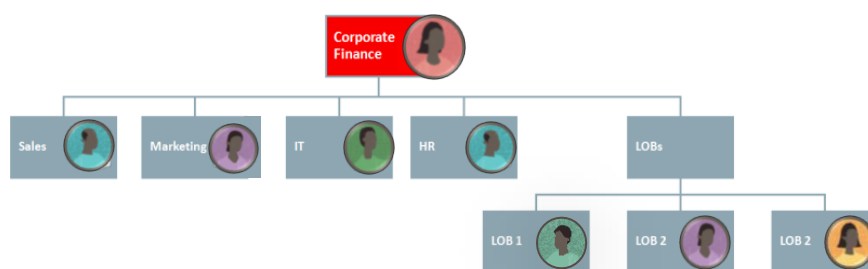 Corporate
Finance
Sales
Marketing
IT
HR
LOBs
LOB 1
LOB 2
LOB 2